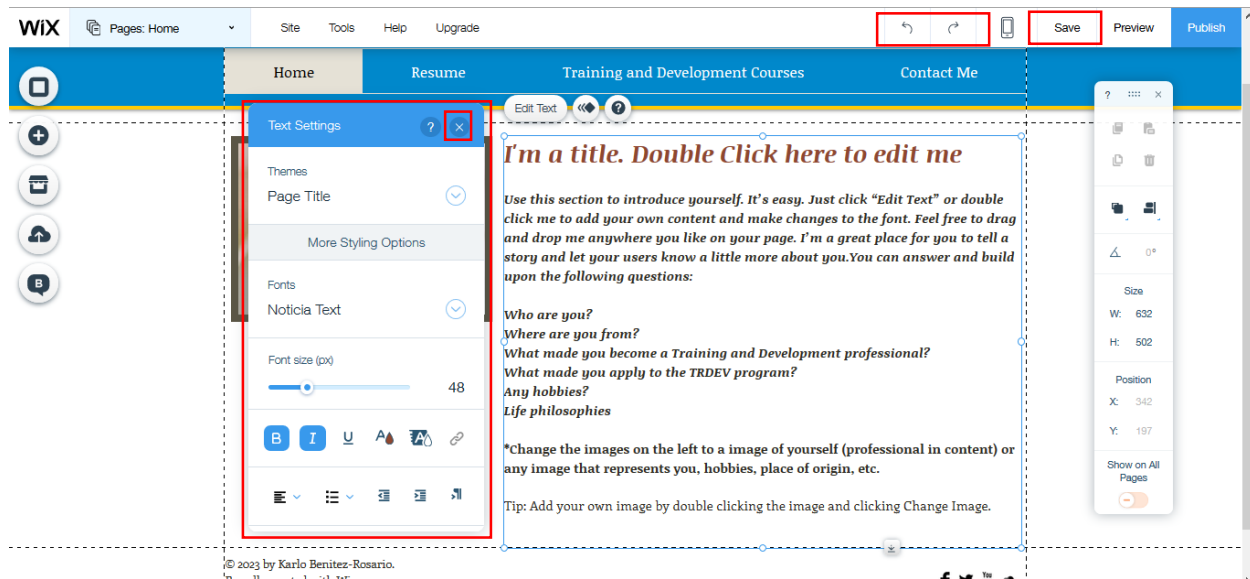 WiX Pages: Home Site Tools Help Upgrade Save Preview Publish
Home Resume Training and Development Courses Contact Me
Edit Text ?
Text Settings ?
Themes
Page Title
More Styling Options
Fonts
Noticia Text
Font size (px)
48
B I U A A
I'm a title. Double Click here to edit me
Use this section to introduce yourself. It's easy. Just click “Edit Text” or double
click me to add your own content and make changes to the font. Feel free to drag
and drop me anywhere you like on your page. I'm a great place for you to tell a
story and let your users know a little more about you.You can answer and build
upon the following questions:
Who are you?
Where are you from?
What made you become a Training and Development professional?
What made you apply to the TRDEV program?
Any hobbies?
Life philosophies
*Change the images on the left to a image of yourself (professional in content) or
any image that represents you, hobbies, place of origin, etc.
Tip: Add your own image by double clicking the image and clicking Change Image.
? ×
0°
Size
W: 632
H: 502
Position
X: 342
Y: 197
Show on All
Pages
B
© 2023 by Karlo Benitez-Rosario.